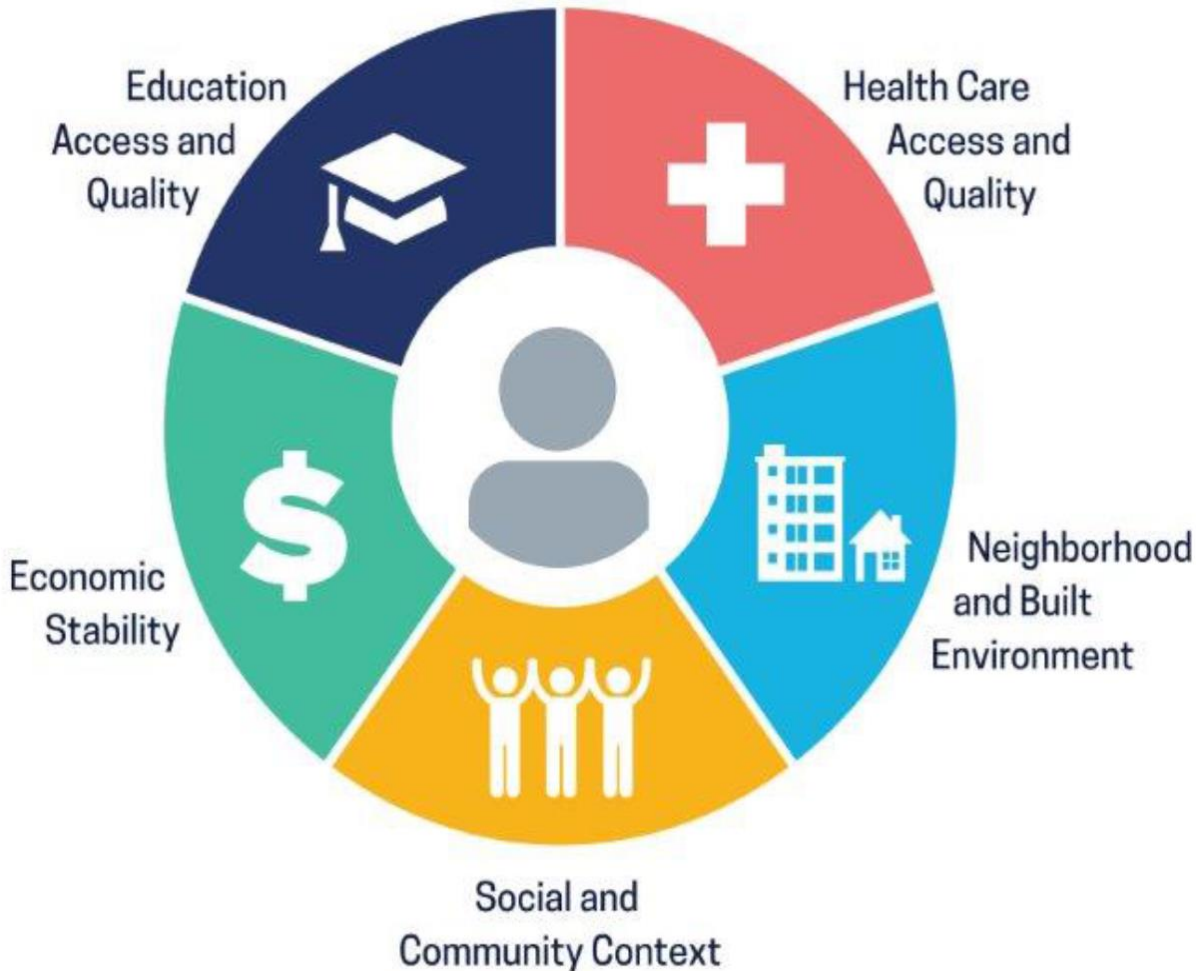 Education
Access and
Quality
Health Care
Access and
Quality
Economic
Stability
Neighborhood
and Built
Environment
Social and
Community Context